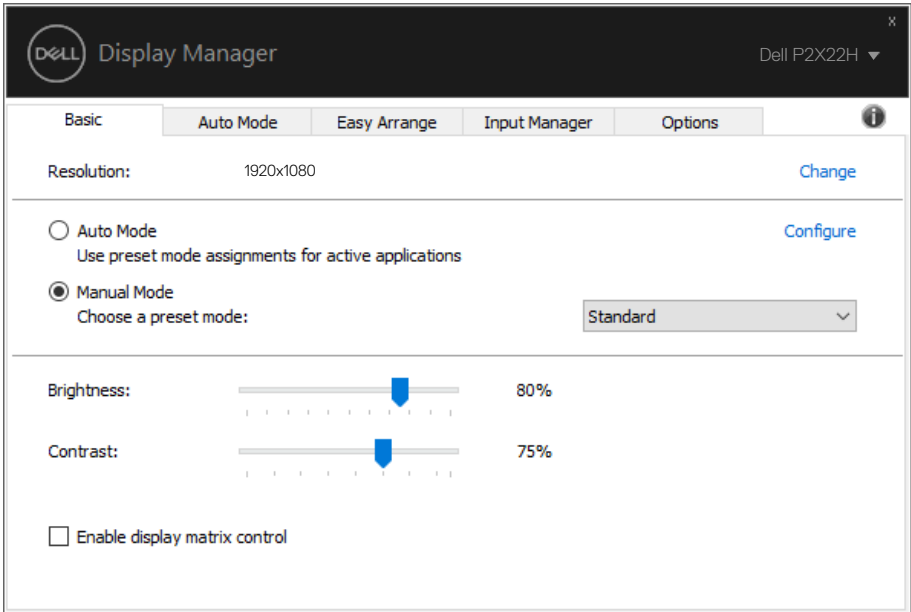 x
DELL Display Manager
Dell P2X22H
Basic Auto Mode Easy Arrange Input Manager Options i
Resolution: 1920x1080 Change
Auto Mode Configure
Use preset mode assignments for active applications
Manual Mode
Choose a preset mode: Standard
Brightness: 80%
Contrast: 75%
Enable display matrix control